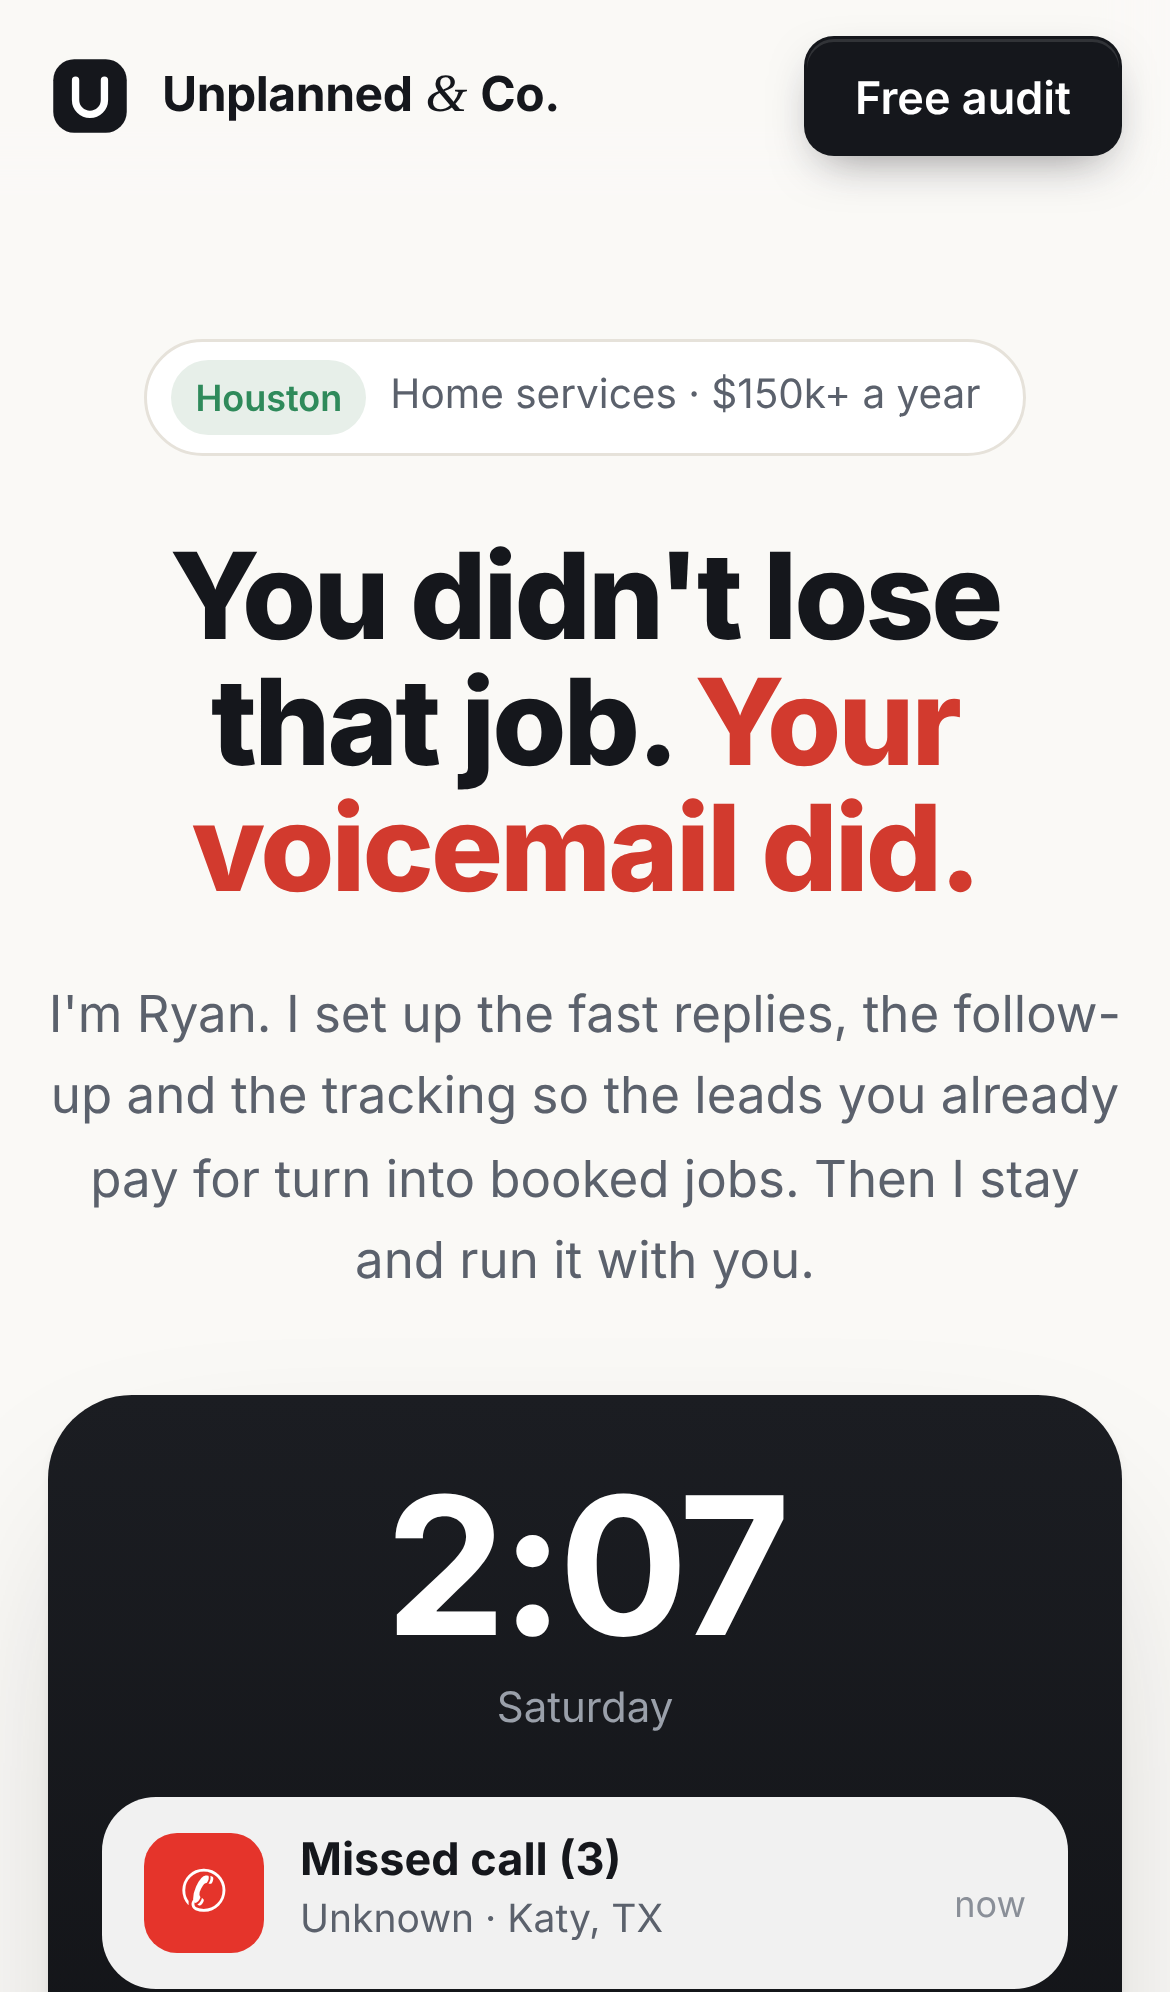 U Unplanned & Co.
Free audit
Houston Home services · $150k+ a year
You didn't lose
that job. Your
voicemail did.
I'm Ryan. I set up the fast replies, the follow-
up and the tracking so the leads you already
pay for turn into booked jobs. Then I stay
and run it with you.
2:07
Saturday
Missed call (3)
Unknown · Katy, TX
now